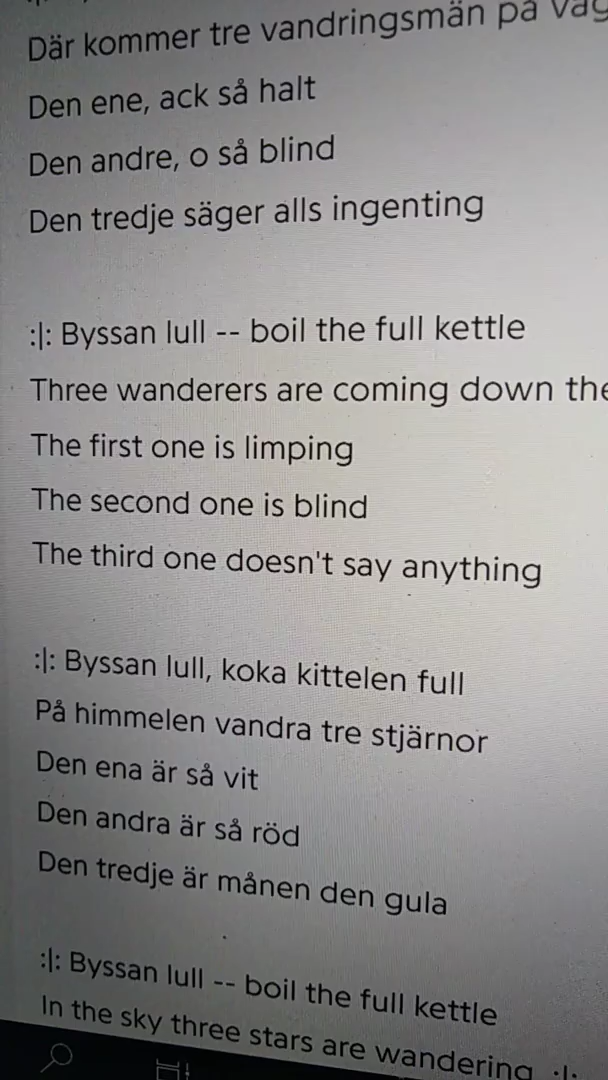 Där kommer tre vandringsmän på
Den ene, ack så halt
Den andre, o så blind
Den tredje säger alls ingenting
:|: Byssan lull -- boil the full kettle
Three wanderers are coming down the
The first one is limping
The second one is blind
The third one doesn't say anything
:|: Byssan lull, koka kittelen full
På himmelen vandra tre stjärnor
Den ena är så vit
Den andra är så röd
Den tredje är månen den gula
:|: Byssan lull -- boil the full kettle
In the sky three stars are wandering :|: